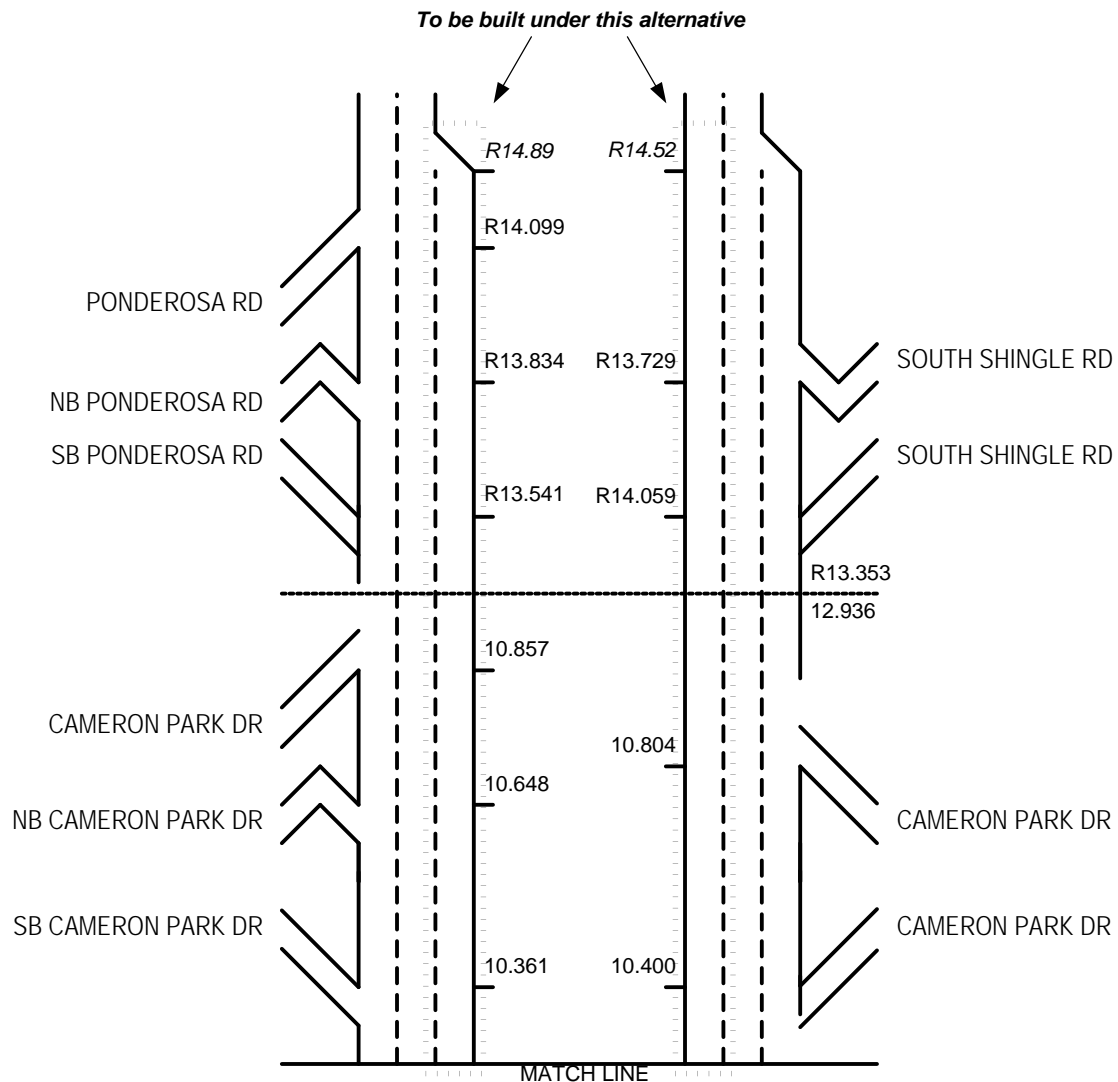 To be built under this alternative
R14.89
R14.52
R14.099
PONDEROSA RD
R13.834
R13.729
SOUTH SHINGLE RD
NB PONDEROSA RD
SB PONDEROSA RD
SOUTH SHINGLE RD
R13.541
R14.059
R13.353
12.936
10.857
CAMERON PARK DR
10.804
10.648
NB CAMERON PARK DR
CAMERON PARK DR
SB CAMERON PARK DR
CAMERON PARK DR
10.361
10.400
MATCH LINE